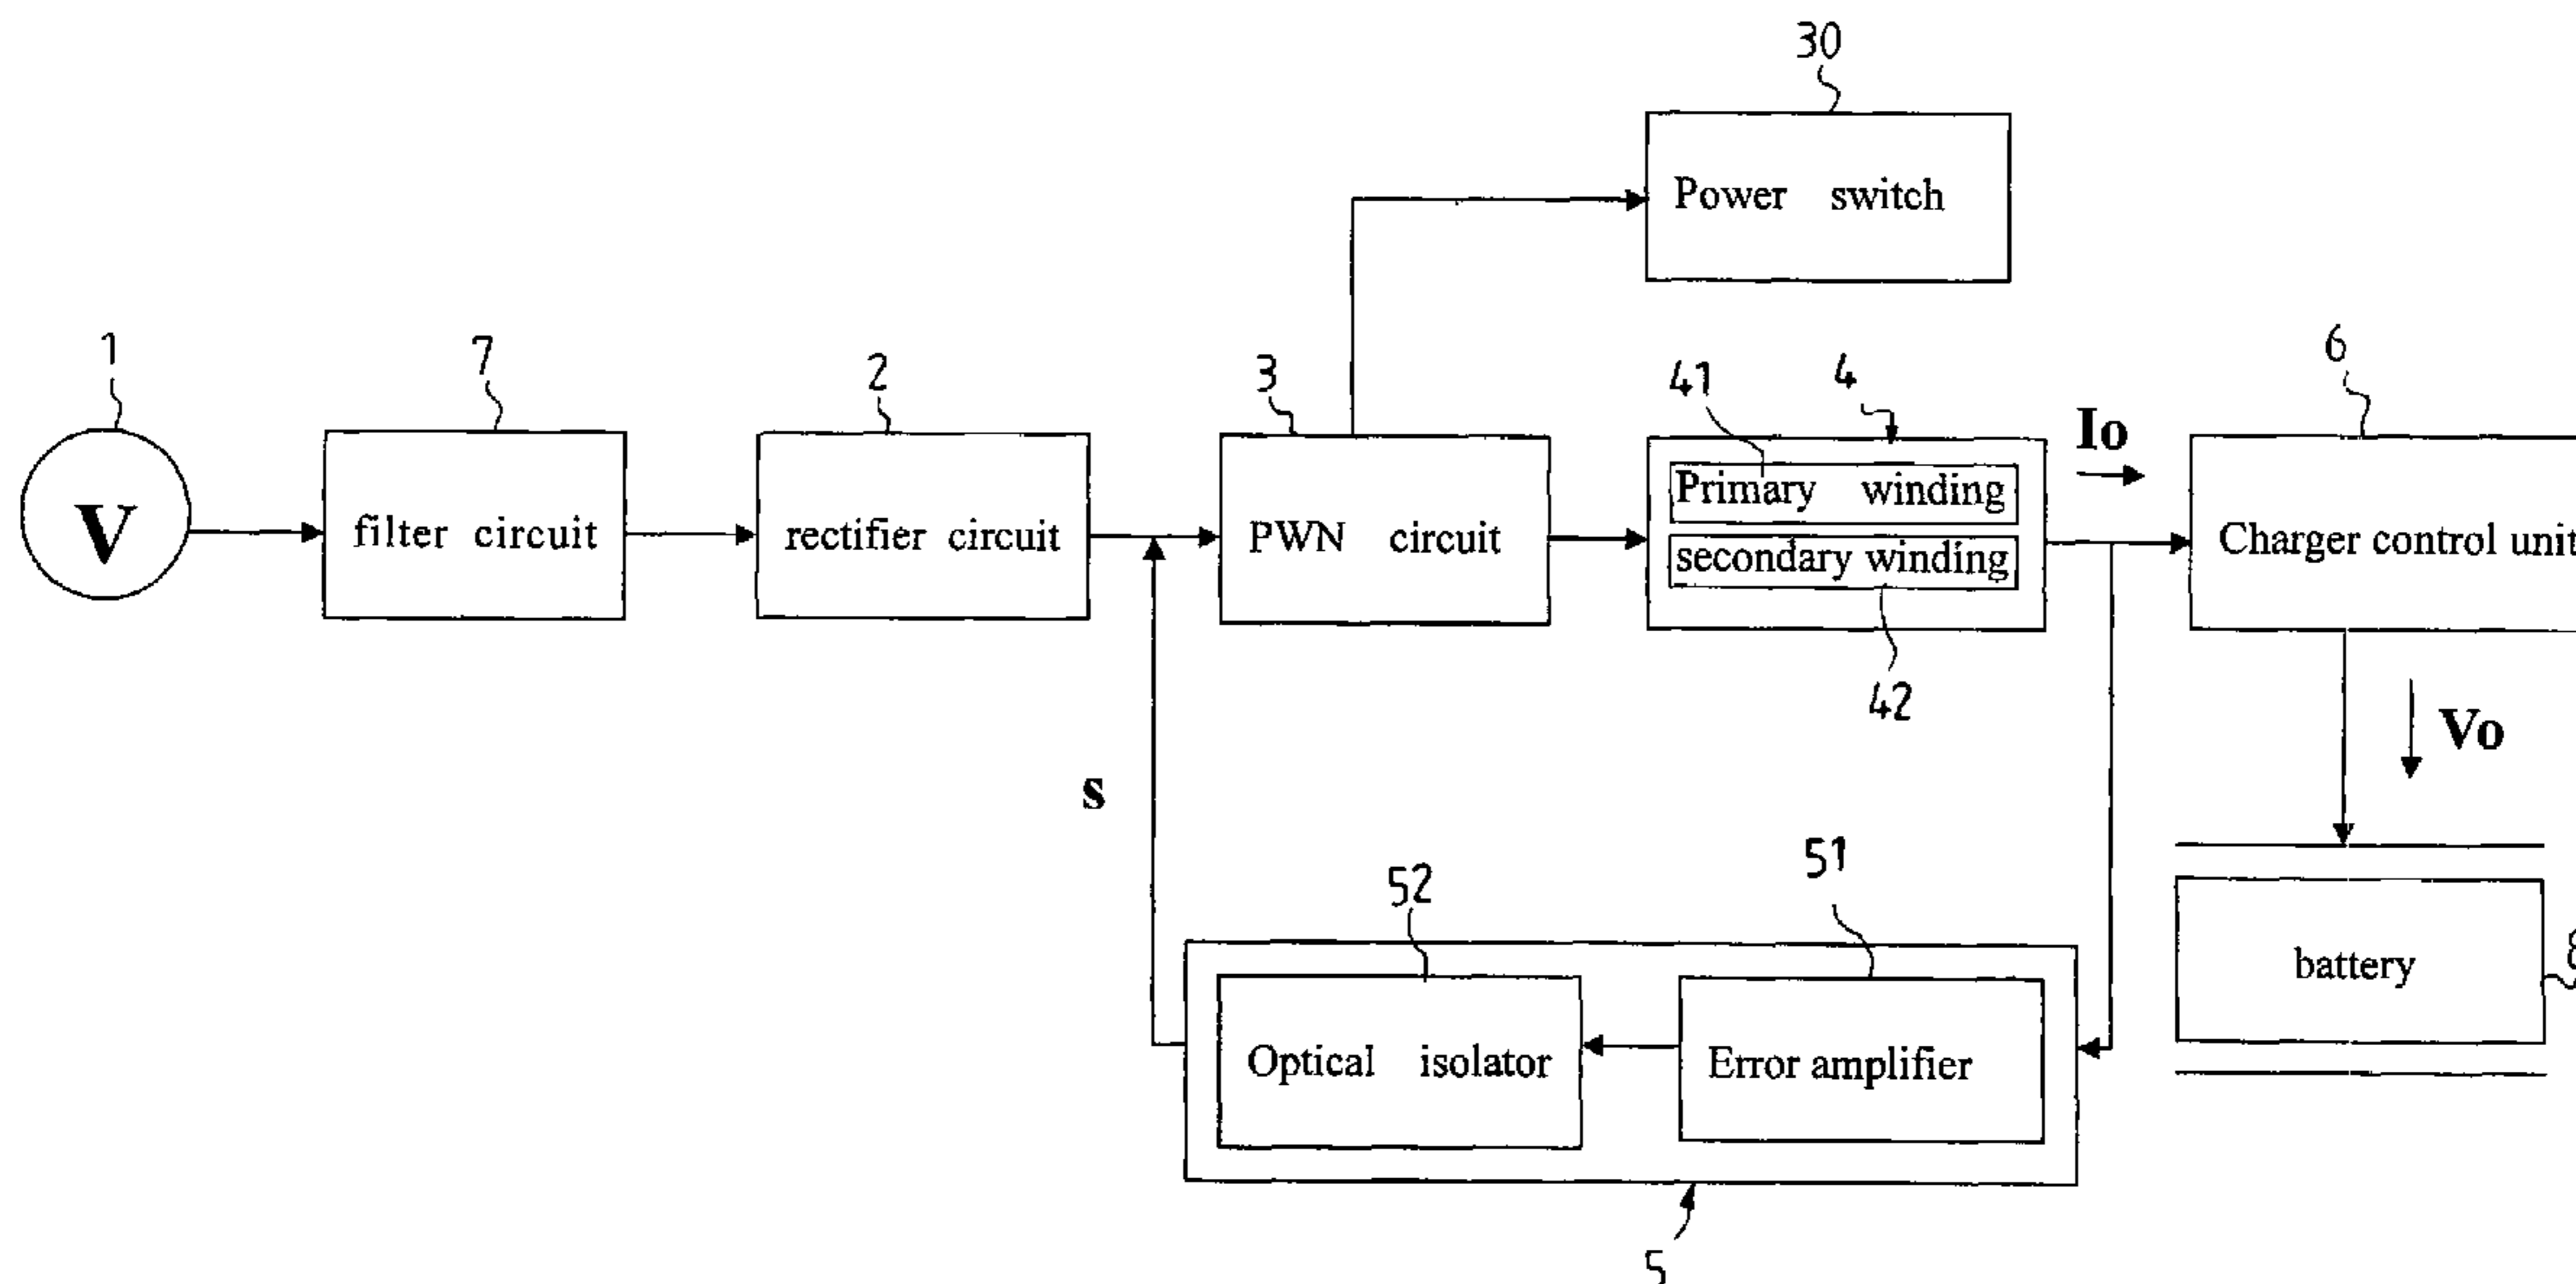 30
Power switch
1
7
2
3
41
4
Io
6
V
filter circuit
rectifier circuit
PWN circuit
Primary winding
secondary winding
Charger control unit
42
Vo
s
52
51
Optical isolator
Error amplifier
battery
8
5